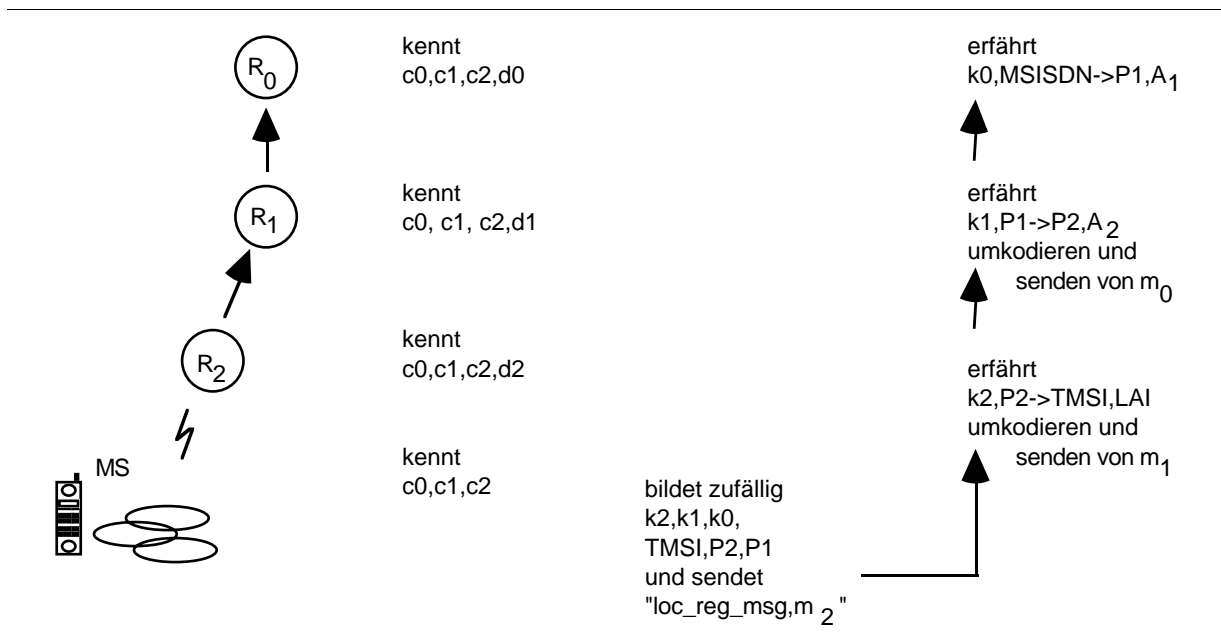 R0
kennt
c0,c1,c2,d0
erfährt
k0,MSISDN->P1,A1
R1
kennt
c0, c1, c2,d1
erfährt
k1,P1->P2,A2
umkodieren und
senden von m0
R2
kennt
c0,c1,c2,d2
erfährt
k2,P2->TMSI,LAI
umkodieren und
senden von m1
MS
kennt
c0,c1,c2
bildet zufällig
k2,k1,k0,
TMSI,P2,P1
und sendet
"loc_reg_msg,m2"